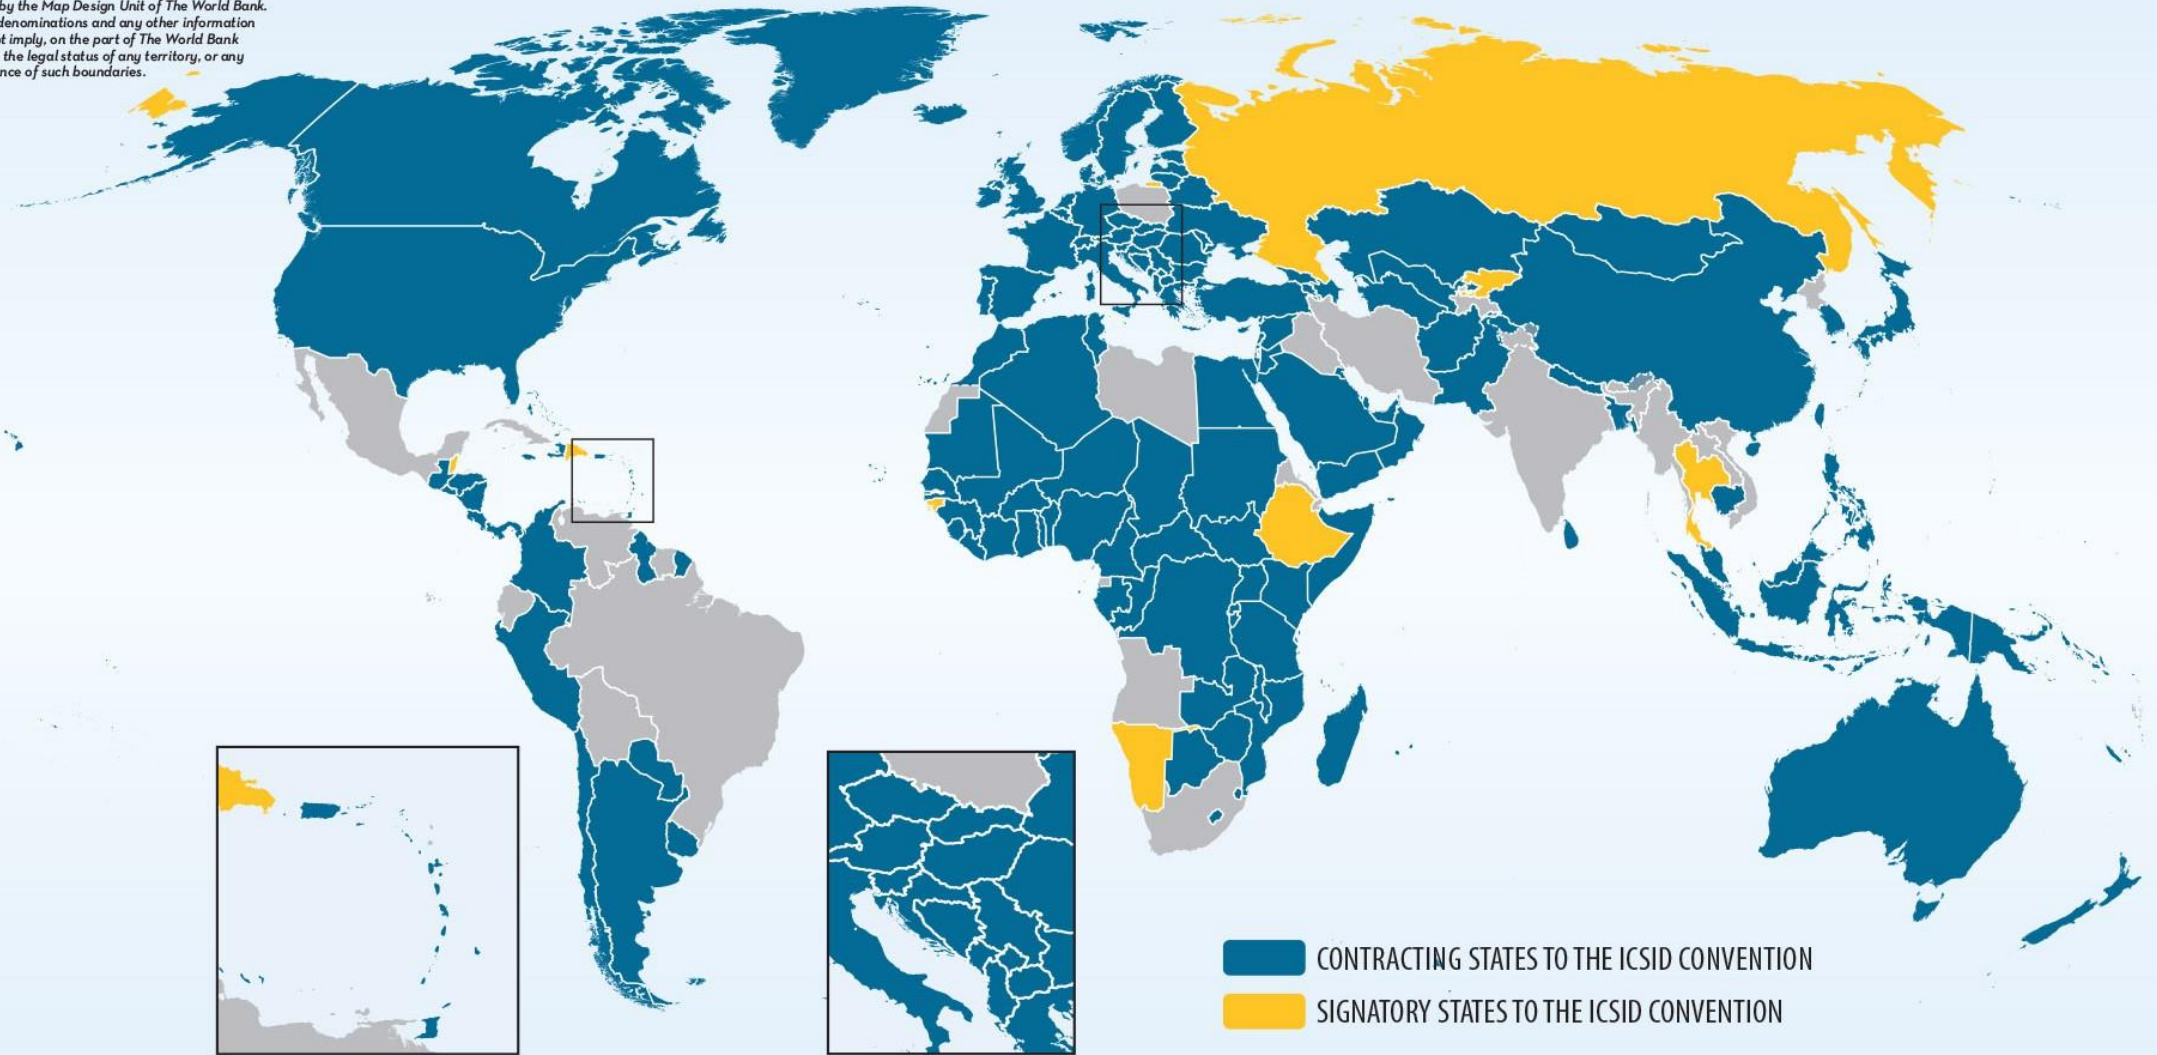 by the Map Design Unit of The World Bank.
denominations and any other information
t imply, on the part of The World Bank
the legal status of any territory, or any
nce of such boundaries.
CONTRACTING STATES TO THE ICSID CONVENTION
SIGNATORY STATES TO THE ICSID CONVENTION